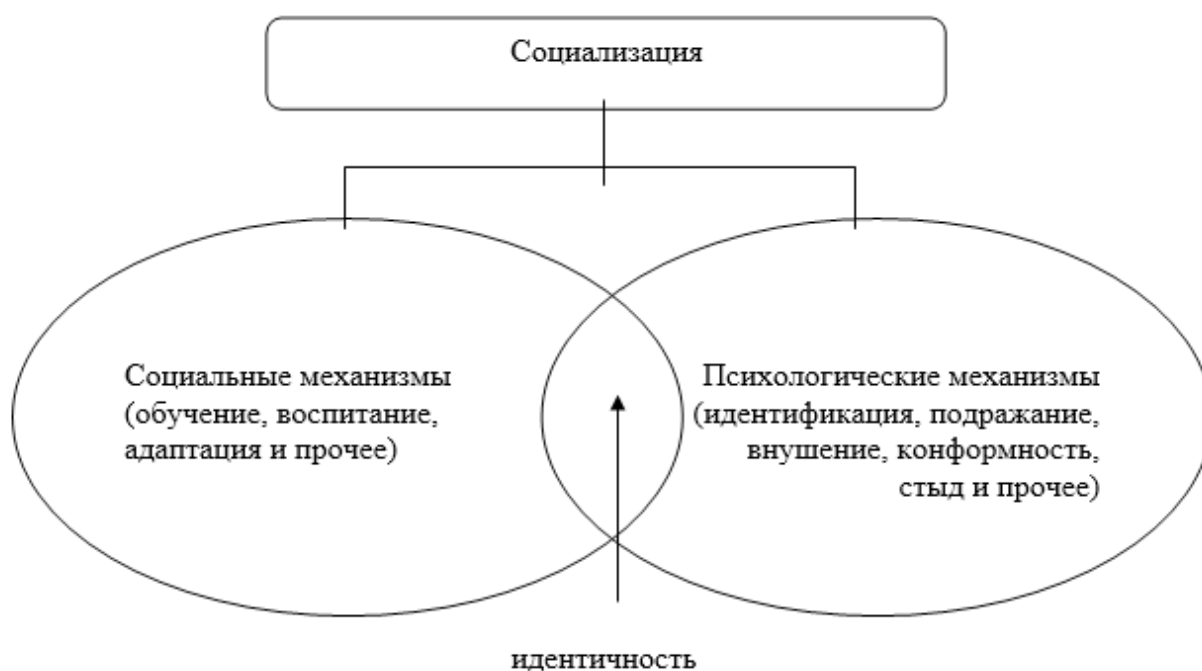 Социализация
Социальные механизмы
(обучение, воспитание,
адаптация и прочее)
Психологические механизмы
(идентификация, подражание,
внушение, конформность,
стыд и прочее)
идентичность